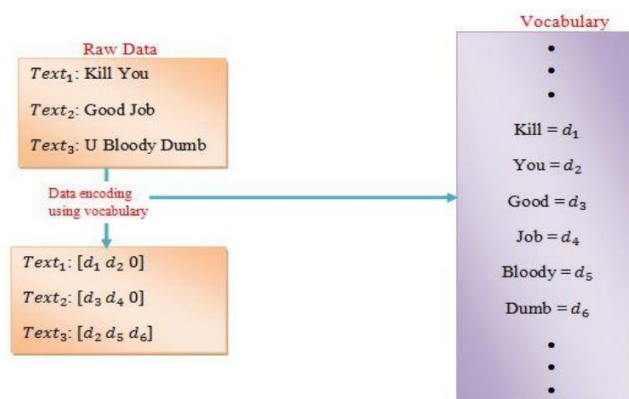 Raw Data
Text₁: Kill You
Text₂: Good Job
Text₃: U Bloody Dumb
Data encoding
using vocabulary
Text₁: [d₁ d₂ 0]
Text₂: [d₃ d₄ 0]
Text₃: [d₂ d₅ d₆]
Vocabulary
Kill = d₁
You = d₂
Good = d₃
Job = d₄
Bloody = d₅
Dumb = d₆